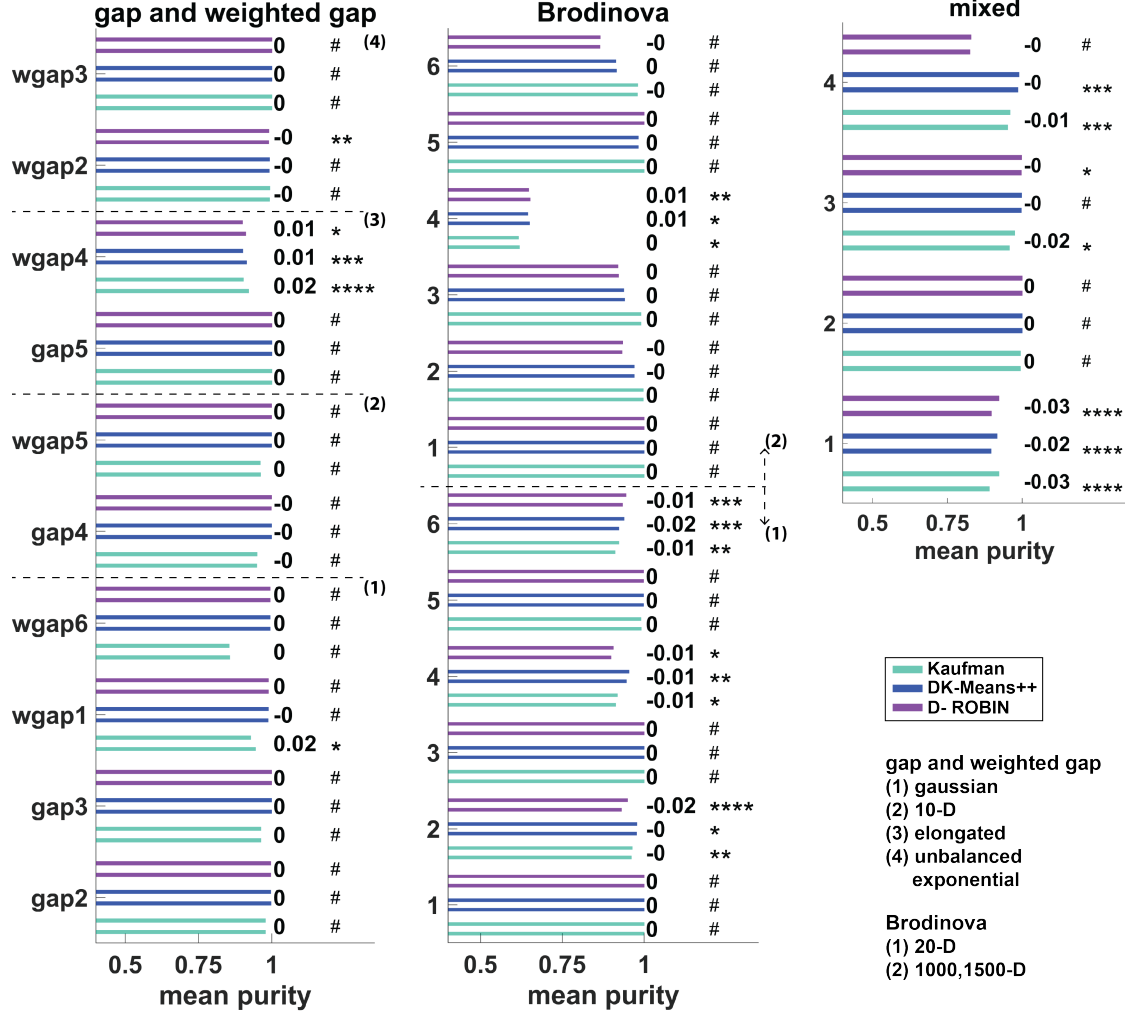 gap and weighted gap
wgap3
0 # (4)
0 #
0 #
wgap2
-0 **
-0 #
-0 #
wgap4
0.01 * (3)
0.01 ***
0.02 ****
gap5
0 #
0 #
0 #
wgap5
0 # (2)
0 #
0 #
gap4
-0 #
-0 #
-0 #
wgap6
0 # (1)
0 #
0 #
wgap1
0 #
-0 #
0.02 *
gap3
0 #
0 #
0 #
gap2
0 #
0 #
0 #
0.5 0.75 1
mean purity
Brodinova
6
-0 #
0 #
-0 #
5
0 #
0 #
0 #
4
0.01 **
0.01 *
0 *
3
0 #
0 #
0 #
2
-0 #
-0 #
0 #
1
0 #
0 #
0 #
(2)
(1)
6
-0.01 ***
-0.02 ***
-0.01 **
5
0 #
0 #
0 #
4
-0.01 *
-0.01 **
-0.01 *
3
0 #
0 #
0 #
2
-0.02 ****
-0 *
-0 **
1
0 #
0 #
0 #
0.5 0.75 1
mean purity
mixed
4
-0 #
-0 ***
-0.01 ***
3
-0 *
-0 #
-0.02 *
2
0 #
0 #
0 #
1
-0.03 ****
-0.02 ****
-0.03 ****
0.5 0.75 1
mean purity
Kaufman
DK-Means++
D- ROBIN
gap and weighted gap
(1) gaussian
(2) 10-D
(3) elongated
(4) unbalanced
exponential
Brodinova
(1) 20-D
(2) 1000,1500-D